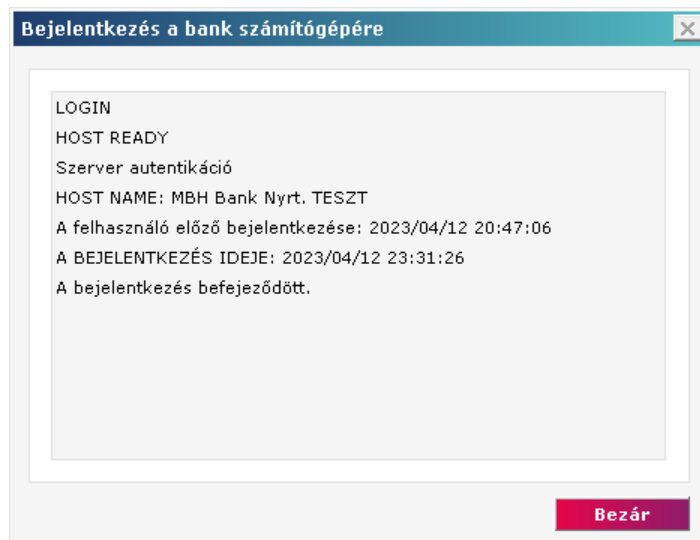 Bejelentkezés a bank számítógépére
LOGIN
HOST READY
Szerver autentikáció
HOST NAME: MBH Bank Nyrt. TESZT
A felhasználó előző bejelentkezése: 2023/04/12 20:47:06
A BEJELENTKEZÉS IDEJE: 2023/04/12 23:31:26
A bejelentkezés befejeződött.
Bezár